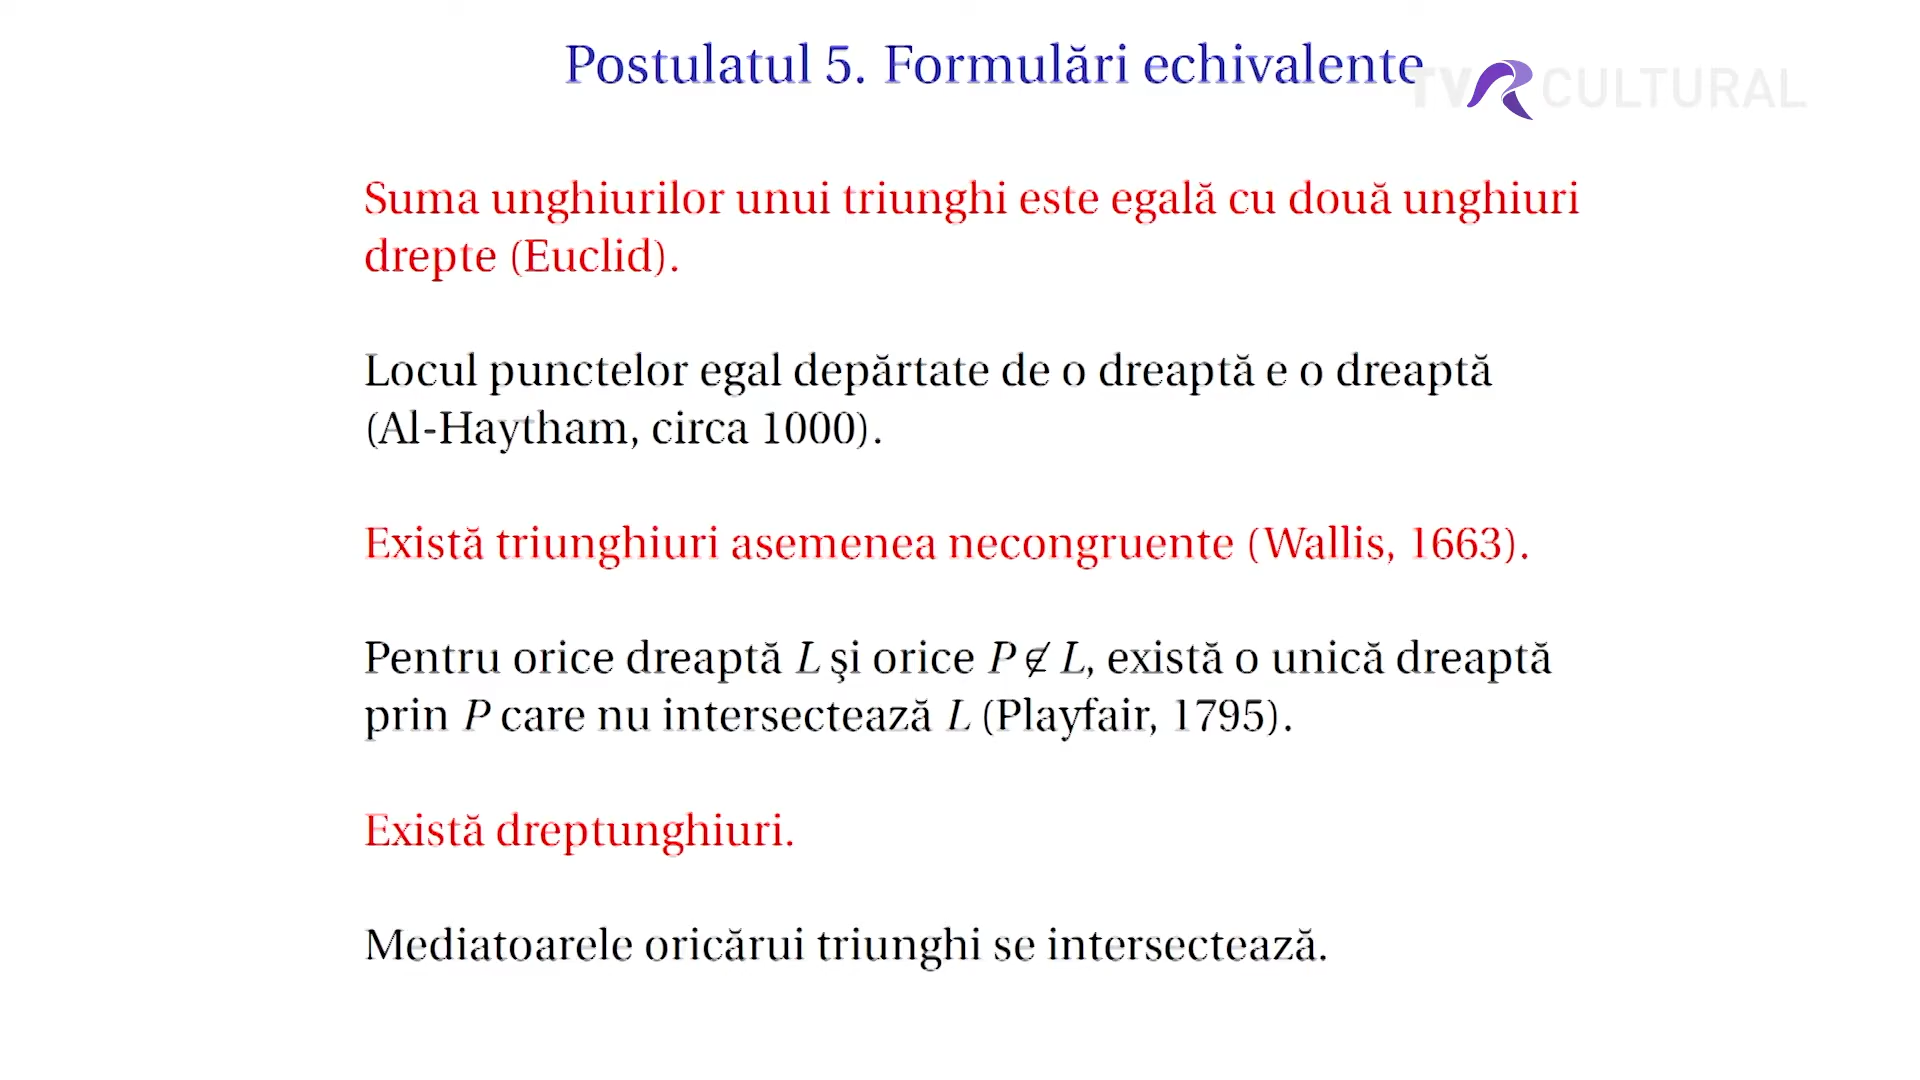 Postulatul 5. Formulări echivalente
TVR CULTURAL
Suma unghiurilor unui triunghi este egală cu două unghiuri
drepte (Euclid).
Locul punctelor egal depărtate de o dreaptă e o dreaptă
(Al-Haytham, circa 1000).
Există triunghiuri asemenea necongruente (Wallis, 1663).
Pentru orice dreaptă L şi orice P ∉ L, există o unică dreaptă
prin P care nu intersectează L (Playfair, 1795).
Există dreptunghiuri.
Mediatoarele oricărui triunghi se intersectează.